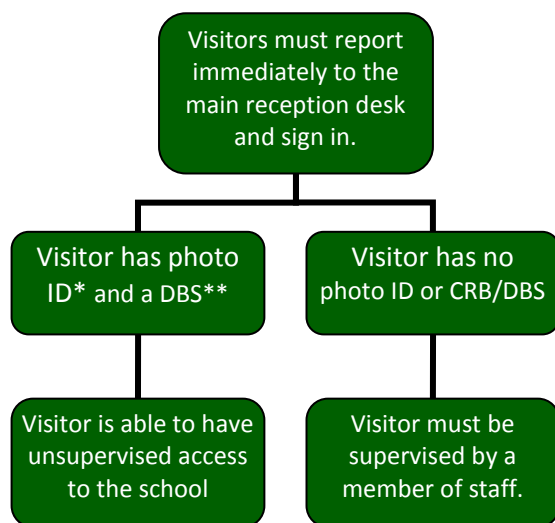 Visitors must report
immediately to the
main reception desk
and sign in.
Visitor has photo
ID* and a DBS**
Visitor has no
photo ID or CRB/DBS
Visitor is able to have
unsupervised access
to the school
Visitor must be
supervised by a
member of staff.